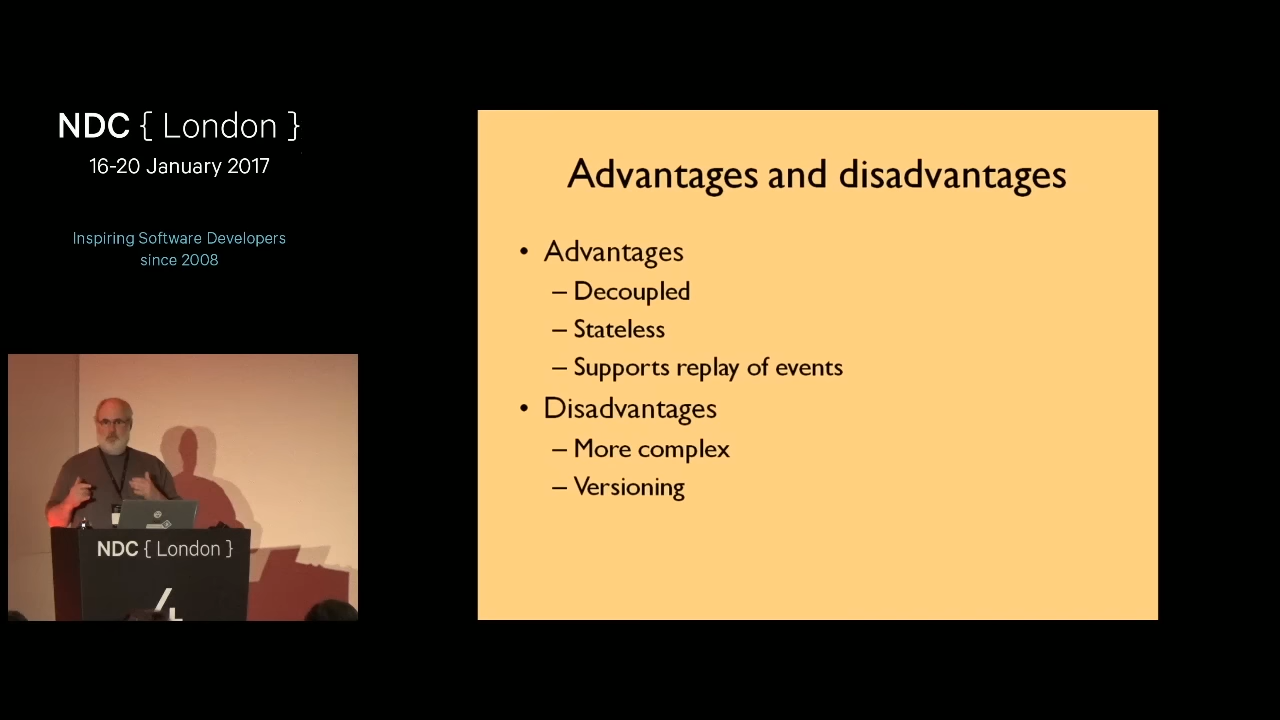 NDC { London }
16-20 January 2017
Inspiring Software Developers
since 2008
Advantages and disadvantages
• Advantages
– Decoupled
– Stateless
– Supports replay of events
• Disadvantages
– More complex
– Versioning
NDC { London }
4